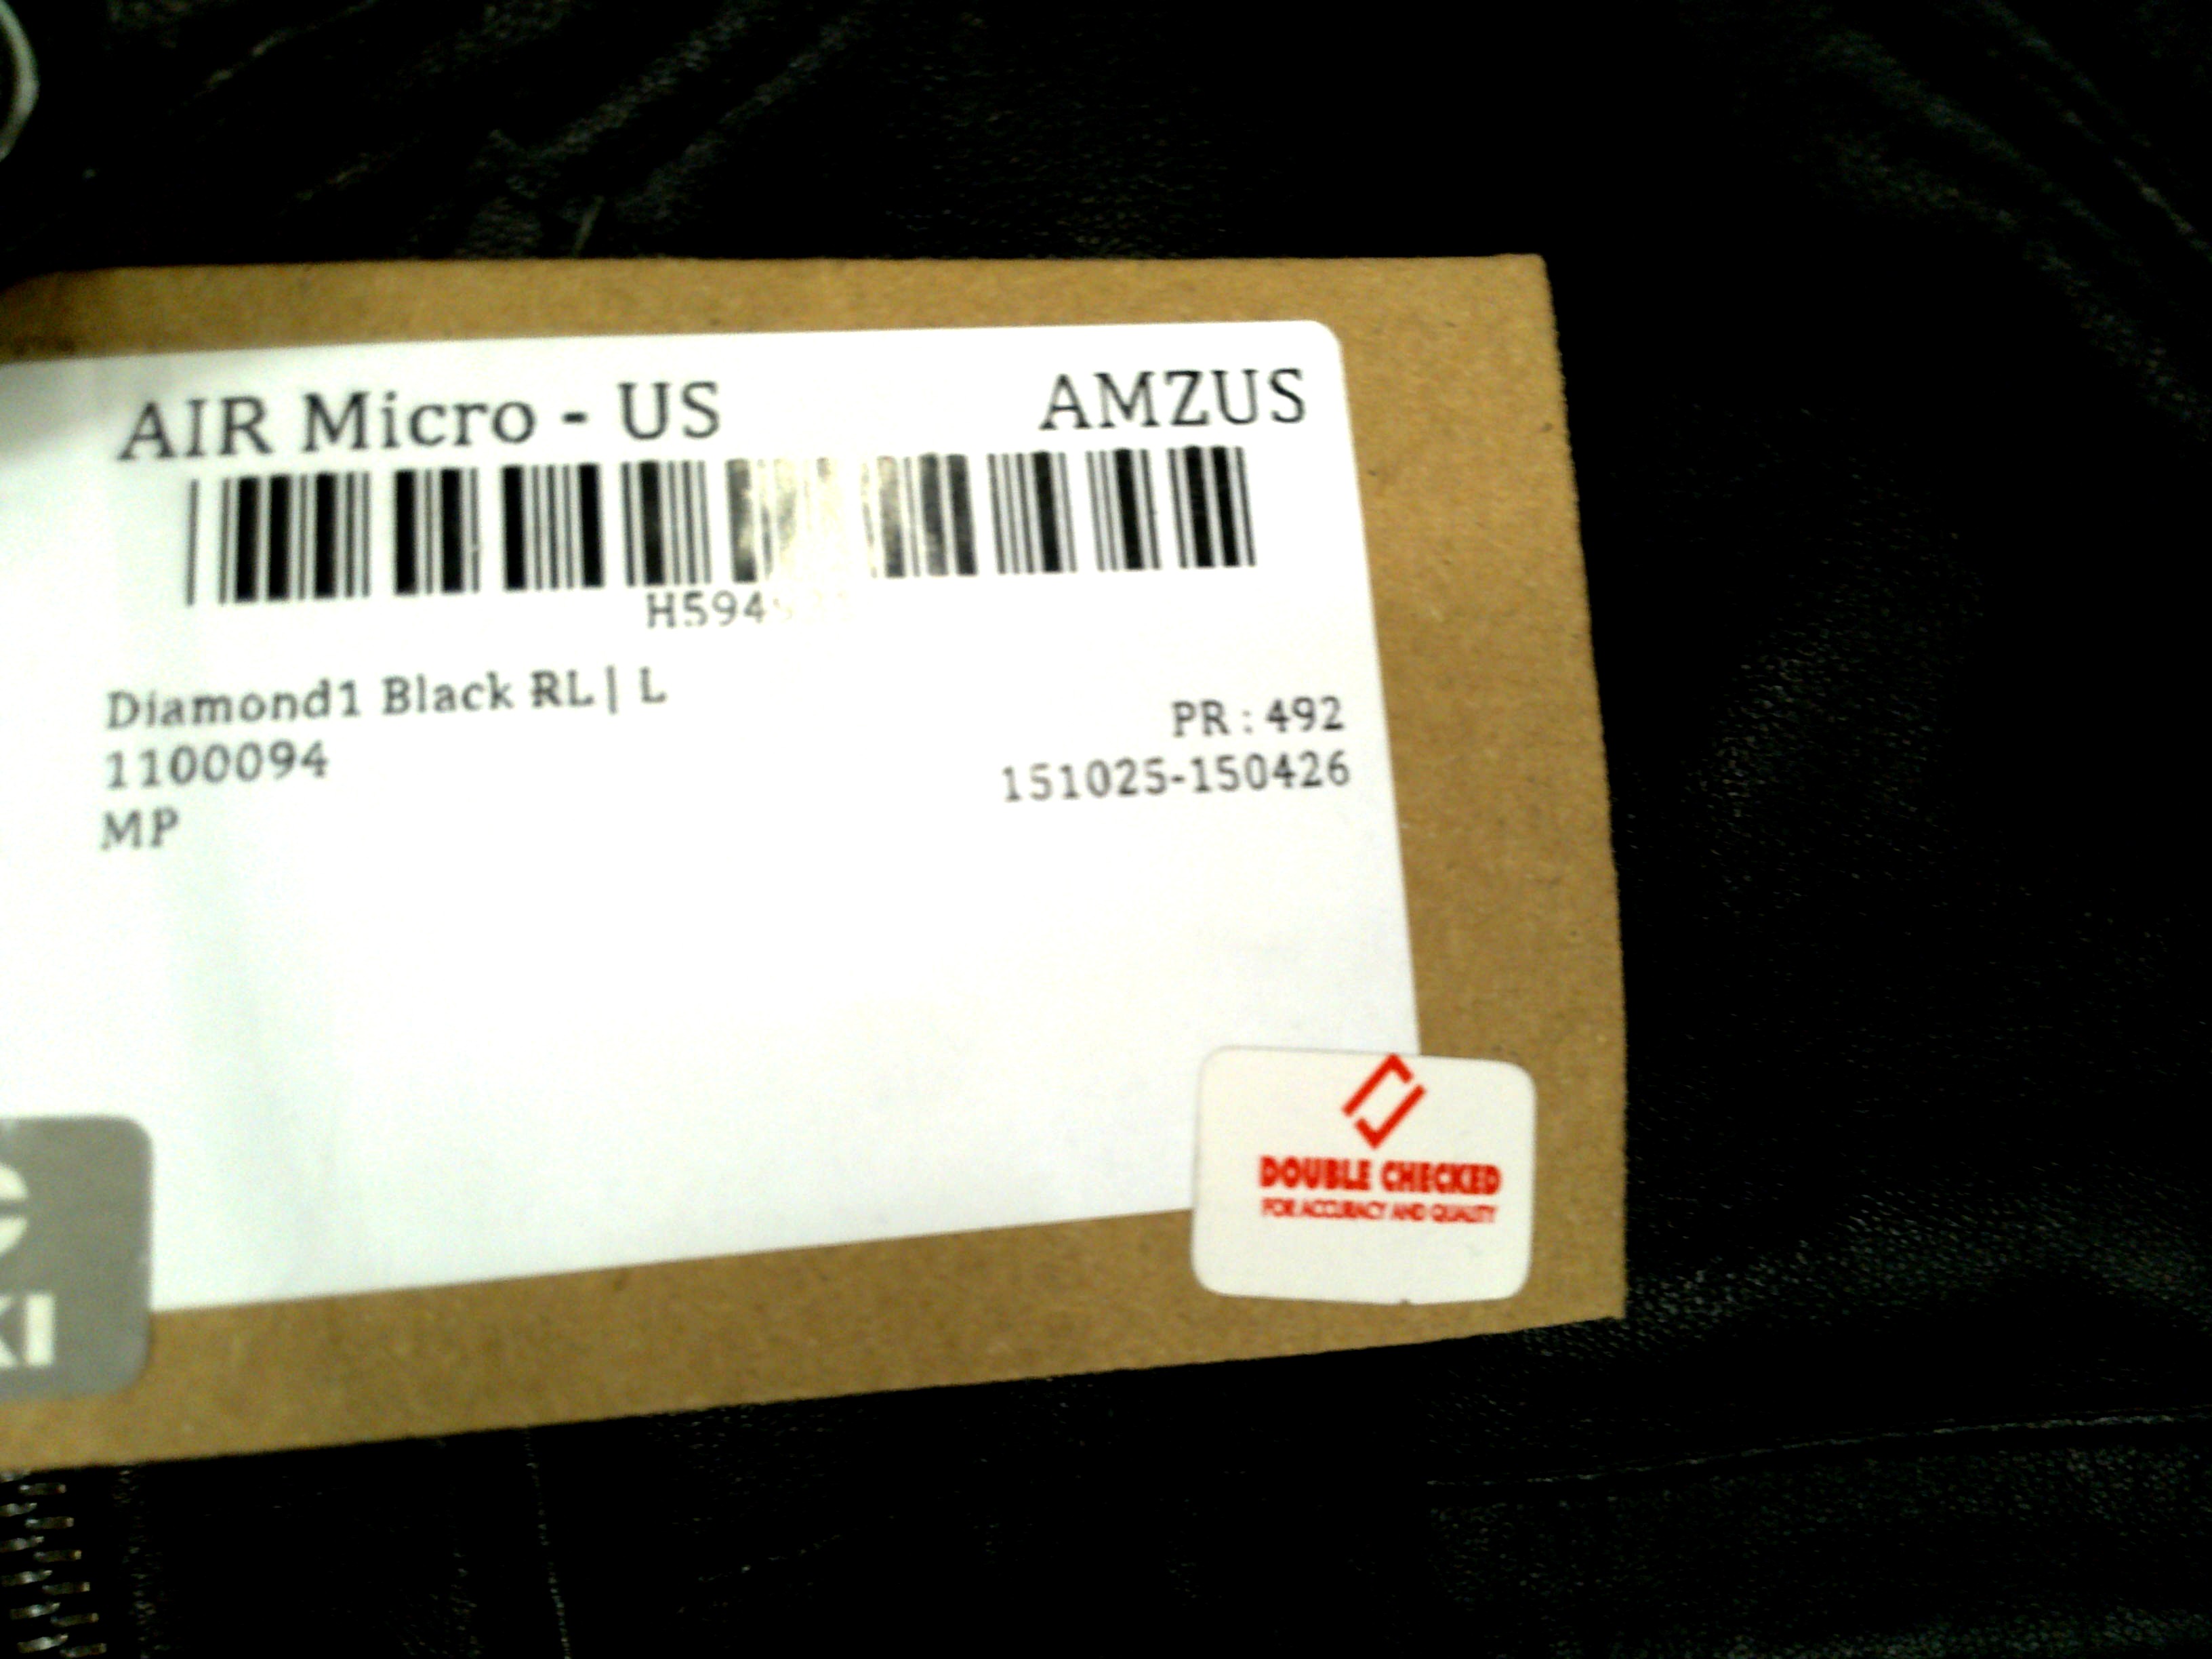 AIR Micro - US AMZUS
Diamond1 Black RL | L
PR : 492
1100094
151025-150426
MP
DOUBLE CHECKED
FOR ACCURACY AND QUALITY